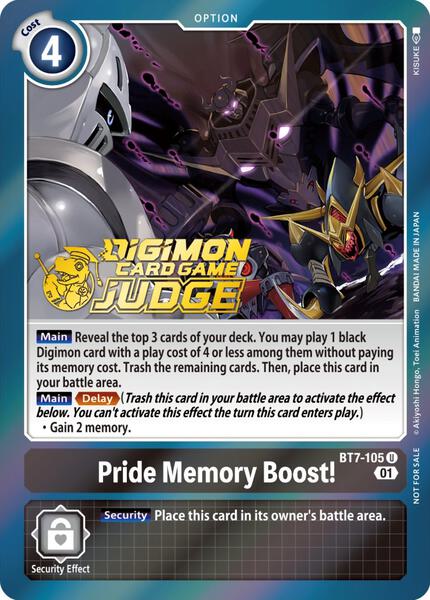 OPTION
Cost
4
KISUKE
DIGIMON
CARD GAME
JUDGE
Main Reveal the top 3 cards of your deck. You may play 1 black
Digimon card with a play cost of 4 or less among them without paying
its memory cost. Trash the remaining cards. Then, place this card in
your battle area.
Main Delay (Trash this card in your battle area to activate the effect
below. You can't activate this effect the turn this card enters play.)
・Gain 2 memory.
BT7-105 U
Pride Memory Boost!
01
Security Place this card in its owner's battle area.
Security Effect
NOT FOR SALE
© Akiyoshi Hongo, Toei Animation BANDAI MADE IN JAPAN